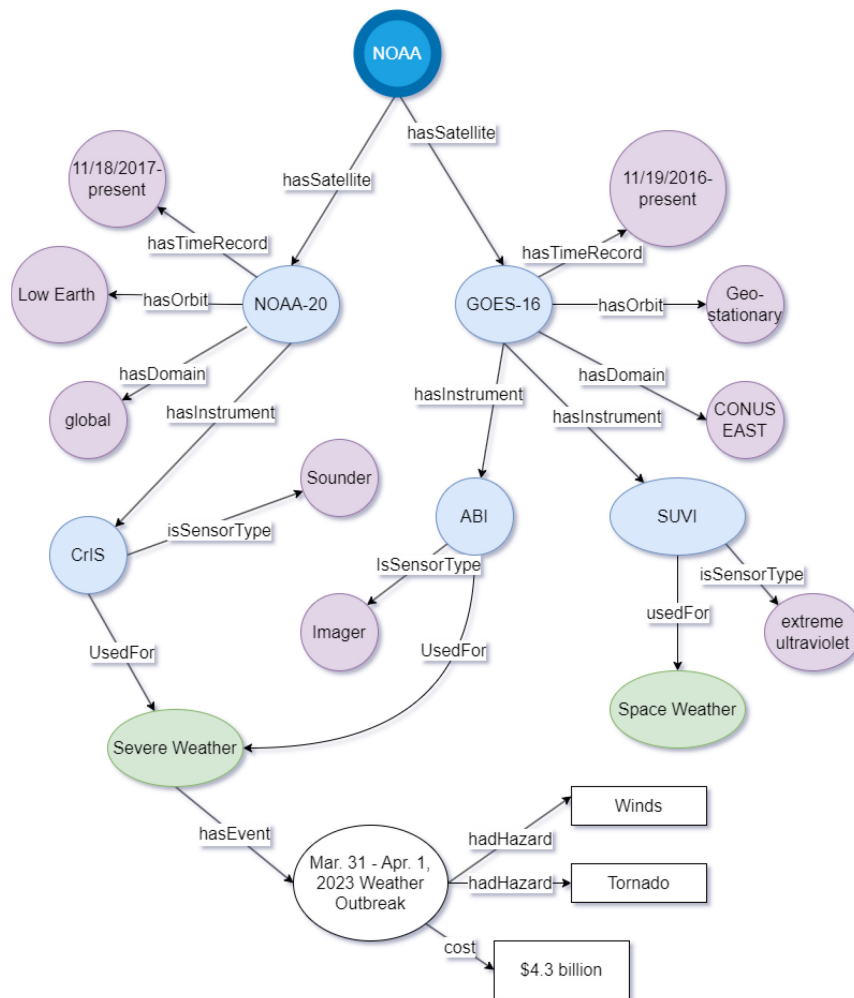 NOAA
hasSatellite
hasSatellite
11/18/2017-
present
11/19/2016-
present
hasTimeRecord
hasTimeRecord
Low Earth
hasOrbit
NOAA-20
GOES-16
hasOrbit
Geo-
stationary
hasDomain
hasDomain
global
hasInstrument
hasInstrument
hasInstrument
CONUS
EAST
Sounder
isSensorType
CrIS
ABI
SUVI
IsSensorType
isSensorType
Imager
usedFor
extreme
ultraviolet
UsedFor
UsedFor
Space Weather
Severe Weather
hasEvent
Winds
hadHazard
Mar. 31 - Apr. 1,
2023 Weather
Outbreak
hadHazard
Tornado
cost
$4.3 billion